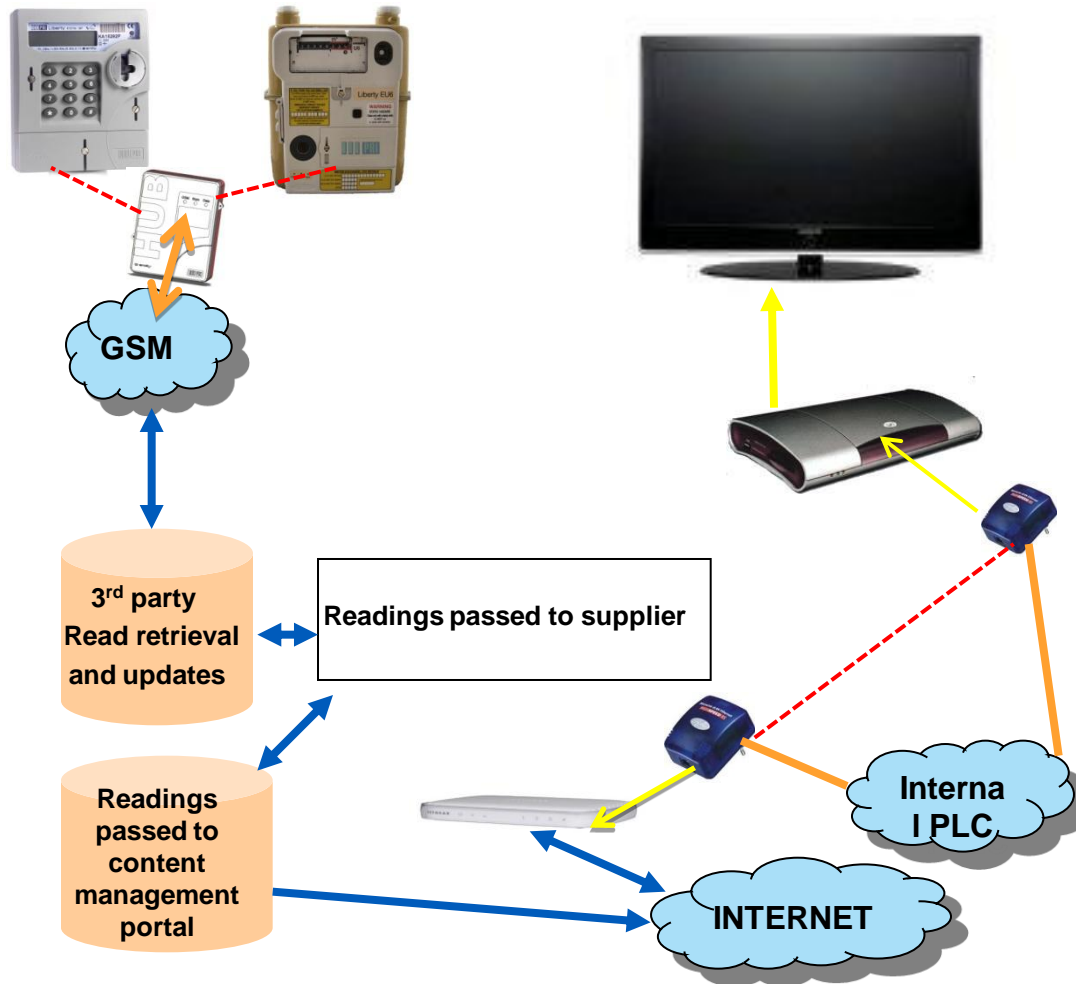 Liberty EU6
WARNING
HUB
GSM
3rd party
Read retrieval
and updates
Readings passed to supplier
Readings
passed to
content
management
portal
Interna
l PLC
INTERNET